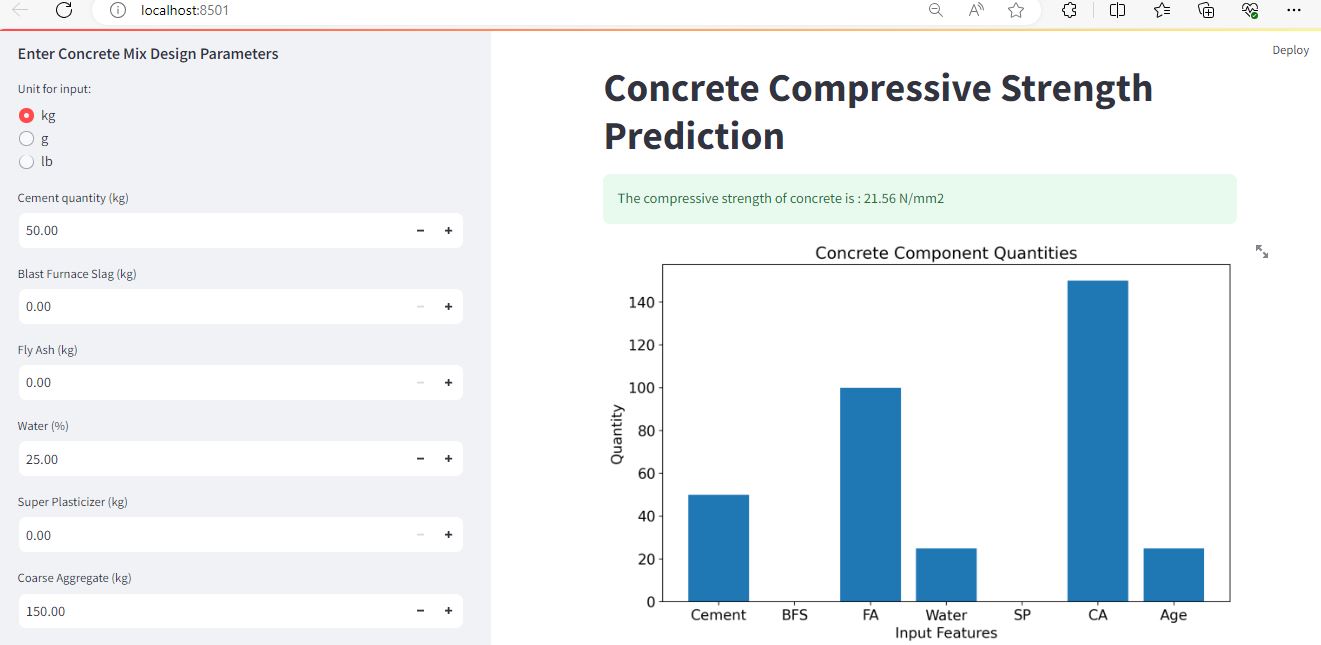 localhost:8501
Enter Concrete Mix Design Parameters
Unit for input:
kg
g
lb
Cement quantity (kg)
50.00
Blast Furnace Slag (kg)
0.00
Fly Ash (kg)
0.00
Water (%)
25.00
Super Plasticizer (kg)
0.00
Coarse Aggregate (kg)
150.00
Deploy
Concrete Compressive Strength
Prediction
The compressive strength of concrete is : 21.56 N/mm2
Concrete Component Quantities
Quantity
140
120
100
80
60
40
20
0
Cement BFS FA Water SP CA Age
Input Features